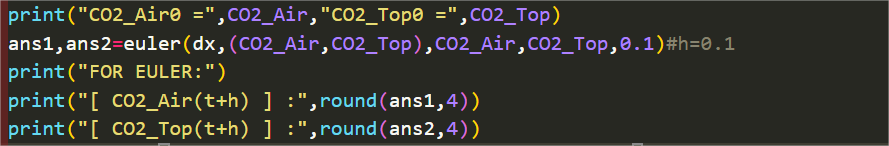 print("CO2_Air0 =",CO2_Air,"CO2_Top0 =",CO2_Top)
ans1,ans2=euler(dx,(CO2_Air,CO2_Top),CO2_Air,CO2_Top,0.1)#h=0.1
print("FOR EULER:")
print("[ CO2_Air(t+h) ] :",round(ans1,4))
print("[ CO2_Top(t+h) ] :",round(ans2,4))